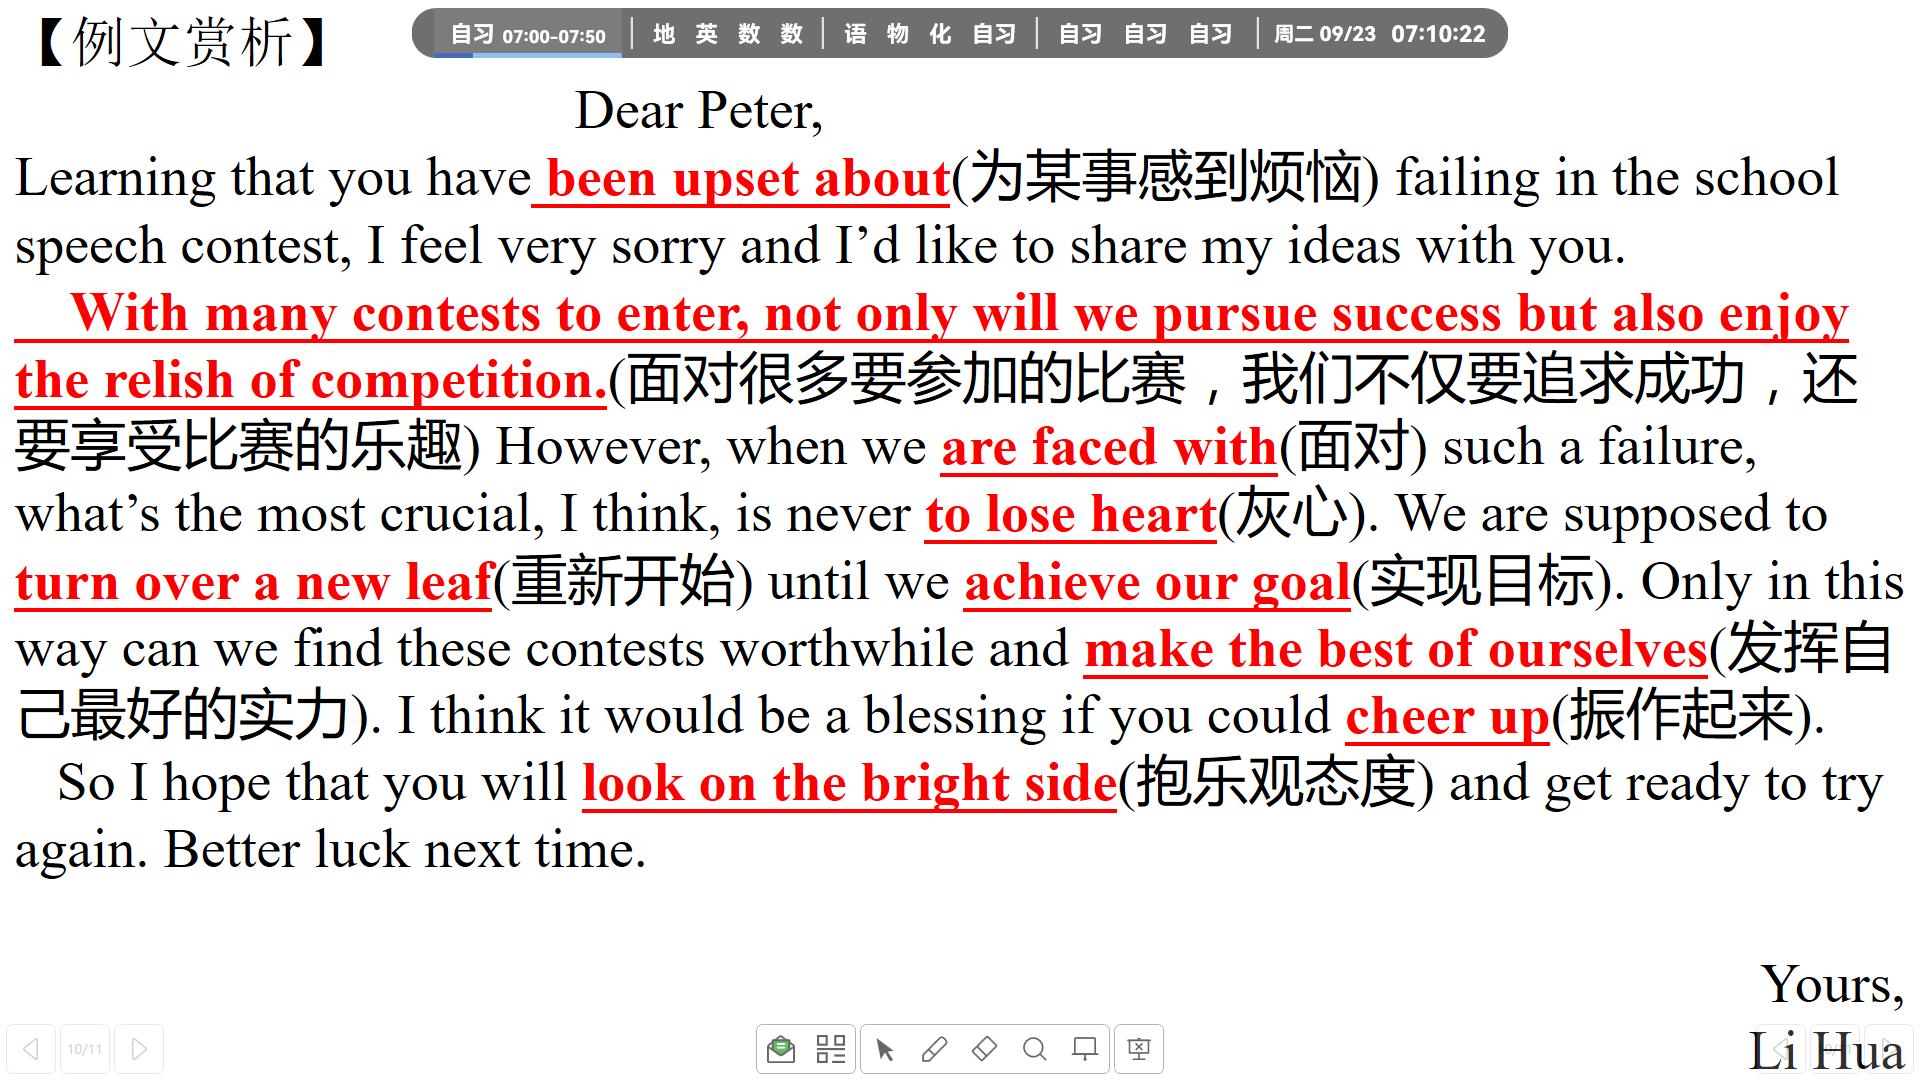 【例文赏析】
自习 07:00-07:50 地 英 数 数 语 物 化 自习 自习 自习 自习 周二 09/23 07:10:22
Dear Peter,
Learning that you have been upset about(为某事感到烦恼) failing in the school
speech contest, I feel very sorry and I’d like to share my ideas with you.
With many contests to enter, not only will we pursue success but also enjoy
the relish of competition.(面对很多要参加的比赛，我们不仅要追求成功，还
要享受比赛的乐趣) However, when we are faced with(面对) such a failure,
what’s the most crucial, I think, is never to lose heart(灰心). We are supposed to
turn over a new leaf(重新开始) until we achieve our goal(实现目标). Only in this
way can we find these contests worthwhile and make the best of ourselves(发挥自
己最好的实力). I think it would be a blessing if you could cheer up(振作起来).
So I hope that you will look on the bright side(抱乐观态度) and get ready to try
again. Better luck next time.
Yours,
Li Hua
10/11